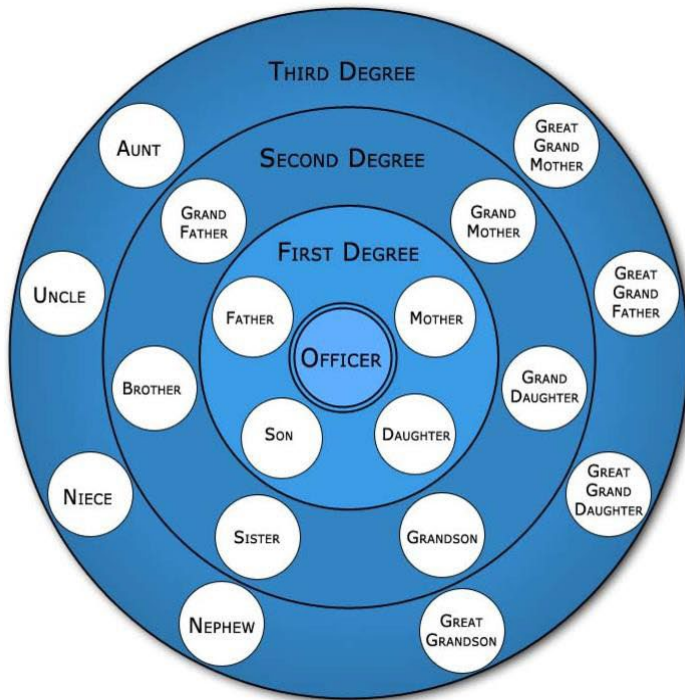 THIRD DEGREE
AUNT
GREAT
GRAND
MOTHER
SECOND DEGREE
GRAND
FATHER
GRAND
MOTHER
FIRST DEGREE
UNCLE
GREAT
GRAND
FATHER
FATHER
MOTHER
OFFICER
BROTHER
GRAND
DAUGHTER
SON
DAUGHTER
NIECE
GREAT
GRAND
DAUGHTER
SISTER
GRANDSON
NEPHEW
GREAT
GRANDSON